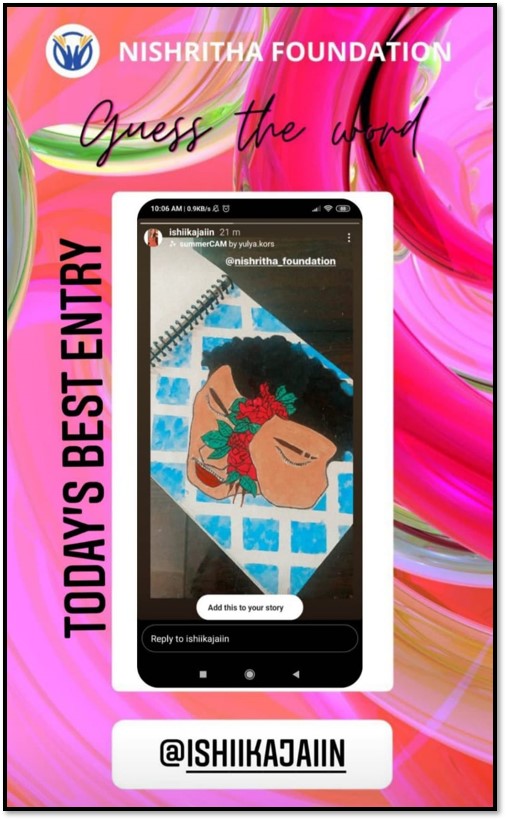 NISHRITHA FOUNDATION
Guess the word
TODAY'S BEST ENTRY
10:06 AM | 0.9KB/s
ishiikajaiin 21 m
summerCAM by yulya.kors
@nishritha_foundation
Add this to your story
Reply to ishiikajaiin
@ISHIIKAJAIIN